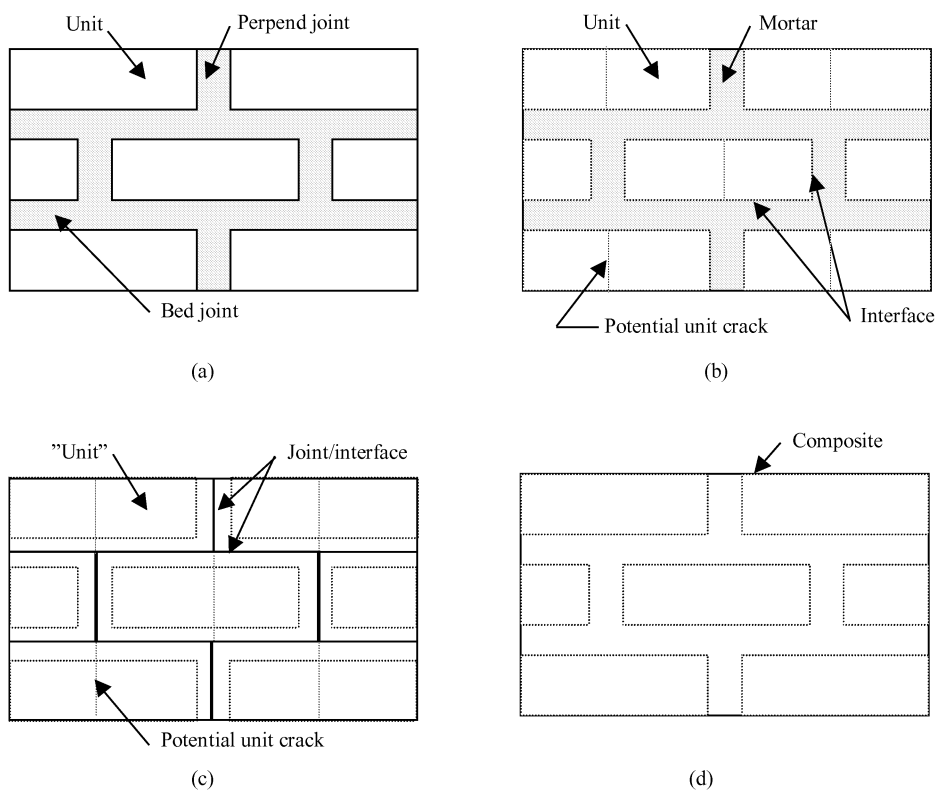 Unit
Perpend joint
Bed joint
(a)
Unit
Mortar
Potential unit crack
Interface
(b)
”Unit”
Joint/interface
Potential unit crack
(c)
Composite
(d)